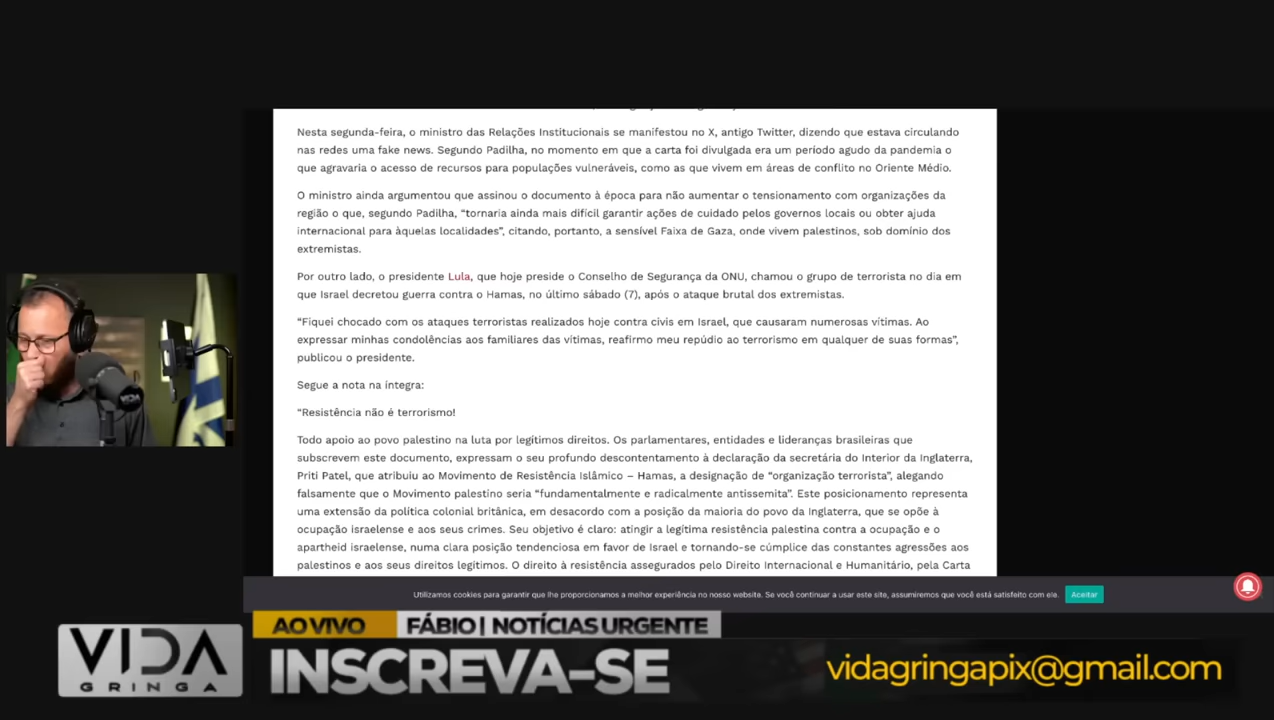 Nesta segunda-feira, o ministro das Relações Institucionais se manifestou no X, antigo Twitter, dizendo que estava circulando
nas redes uma fake news. Segundo Padilha, no momento em que a carta foi divulgada era um período agudo da pandemia o
que agravaria o acesso de recursos para populações vulneráveis, como as que vivem em áreas de conflito no Oriente Médio.
O ministro ainda argumentou que assinou o documento à época para não aumentar o tensionamento com organizações da
região o que, segundo Padilha, “tornaria ainda mais difícil garantir ações de cuidado pelos governos locais ou obter ajuda
internacional para àquelas localidades”, citando, portanto, a sensível Faixa de Gaza, onde vivem palestinos, sob domínio dos
extremistas.
Por outro lado, o presidente Lula, que hoje preside o Conselho de Segurança da ONU, chamou o grupo de terrorista no dia em
que Israel decretou guerra contra o Hamas, no último sábado (7), após o ataque brutal dos extremistas.
“Fiquei chocado com os ataques terroristas realizados hoje contra civis em Israel, que causaram numerosas vítimas. Ao
expressar minhas condolências aos familiares das vítimas, reafirmo meu repúdio ao terrorismo em qualquer de suas formas”,
publicou o presidente.
Segue a nota na íntegra:
“Resistência não é terrorismo!
Todo apoio ao povo palestino na luta por legítimos direitos. Os parlamentares, entidades e lideranças brasileiras que
subscrevem este documento, expressam o seu profundo descontentamento à declaração da secretária do Interior da Inglaterra,
Priti Patel, que atribuiu ao Movimento de Resistência Islâmico – Hamas, a designação de “organização terrorista”, alegando
falsamente que o Movimento palestino seria “fundamentalmente e radicalmente antissemita”. Este posicionamento representa
uma extensão da política colonial britânica, em desacordo com a posição da maioria do povo da Inglaterra, que se opõe à
ocupação israelense e aos seus crimes. Seu objetivo é claro: atingir a legítima resistência palestina contra a ocupação e o
apartheid israelense, numa clara posição tendenciosa em favor de Israel e tornando-se cúmplice das constantes agressões aos
palestinos e aos seus direitos legítimos. O direito à resistência assegurados pelo Direito Internacional e Humanitário, pela Carta
Utilizamos cookies para garantir que lhe proporcionamos a melhor experiência no nosso website. Se você continuar a usar este site, assumiremos que você está satisfeito com ele.
Aceitar
AO VIVO
FÁBIO | NOTÍCIAS URGENTE
VIDA
GRINGA
INSCREVA-SE
vidagringapix@gmail.com